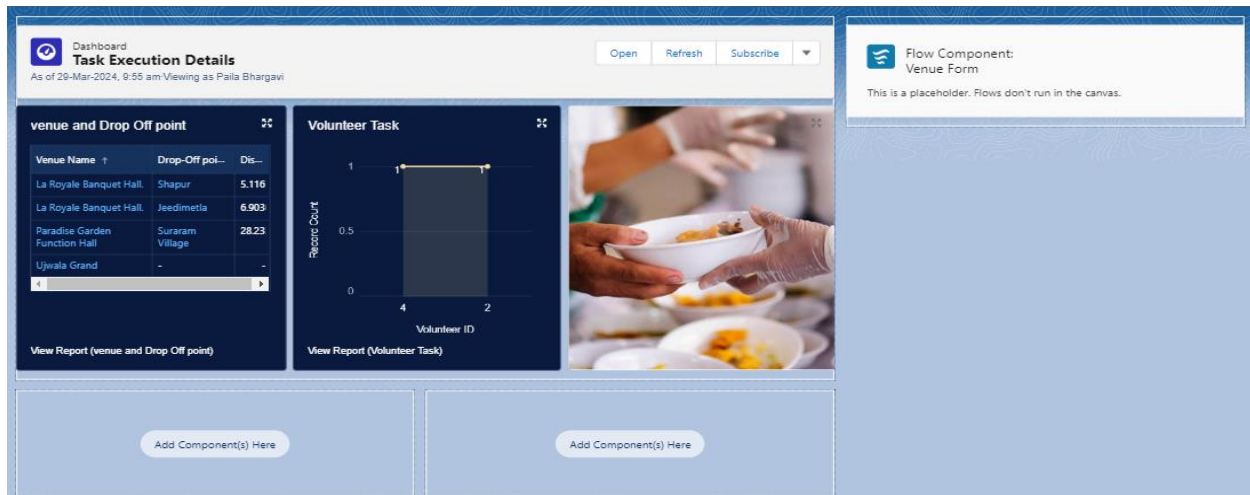 Dashboard
Task Execution Details
As of 29-Mar-2024, 9:55 am·Viewing as Paila Bhargavi
Open
Refresh
Subscribe
Flow Component:
Venue Form
This is a placeholder. Flows don't run in the canvas.
venue and Drop Off point
Venue Name ↑ Drop-Off poi... Dis...
La Royale Banquet Hall. Shapur 5.116
La Royale Banquet Hall. Jeedimetla 6.903
Paradise Garden Suraram 28.23
Function Hall Village
Ujwala Grand - -
View Report (venue and Drop Off point)
Volunteer Task
Record Count
1
0.5
0
1 1
4 2
Volunteer ID
View Report (Volunteer Task)
Add Component(s) Here
Add Component(s) Here